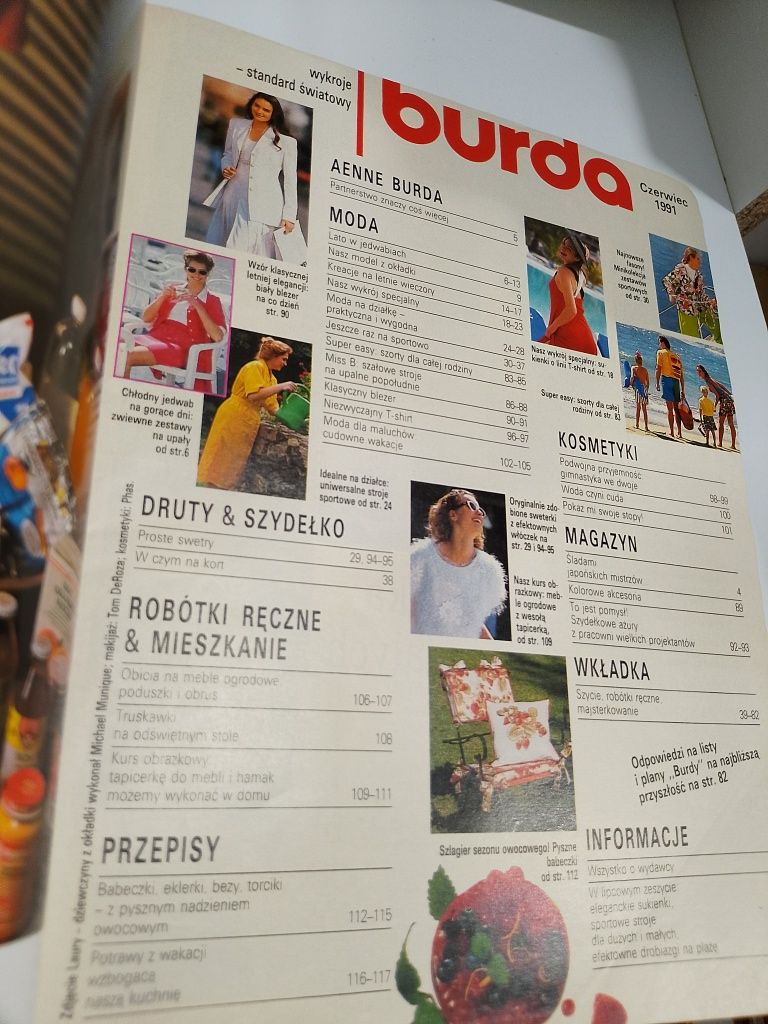 wykroje
– standard światowy
burda
Czerwiec
1991
AENNE BURDA
Partnerstwo znaczy coś więcej 5
MODA
Lato w jedwabiach 6–13
Nasz model z okładki 9
Kreacje na letnie wieczory 14–17
Nasz wykrój specjalny 18–23
Moda na działkę –
praktyczna i wygodna 24–28
Jeszcze raz na sportowo 30–37
Super easy: szorty dla całej rodziny 83–85
Miss B: szałowe stroje
na upalne popołudnie 86–88
Klasyczny blezer 90–91
Niezwyczajny T-shirt 96–97
Moda dla maluchów
cudowne wakacje 102–105
Wzór klasycznej
letniej elegancji:
biały blezer
na co dzień
str. 90
Chłodny jedwab
na gorące dni:
zwiewne zestawy
na upały
od str.6
Idealne na działce:
uniwersalne stroje
sportowe od str. 24
Najnowsze
fasony!
Minikolekcja
zestawów
sportowych
od str. 30
Nasz wykrój specjalny: su-
kienki o linii T-shirt od str. 18
Super easy: szorty dla całej
rodziny od str. 83
DRUTY & SZYDEŁKO
Proste swetry 29, 94–95
W czym na kort 38
ROBÓTKI RĘCZNE
& MIESZKANIE
Obicia na meble ogrodowe
poduszki i obrus 106–107
Truskawki
na odświętnym stole 108
Kurs obrazkowy:
tapicerkę do mebli i hamak
możemy wykonać w domu 109–111
PRZEPISY
Babeczki, eklerki, bezy, torciki
– z pysznym nadzieniem
owocowym 112–115
Potrawy z wakacji
wzbogacą
naszą kuchnię 116–117
Oryginalnie zdo-
bione sweterki
z efektownych
włóczek na
str. 29 i 94-95
Nasz kurs ob-
razkowy: meb-
le ogrodowe
z wesołą
tapicerką,
od str. 109
Szlagier sezonu owocowego! Pyszne
babeczki
od str. 112
KOSMETYKI
Podwójna przyjemność
gimnastyka we dwoje 98–99
Woda czyni cuda 100
Pokaż mi swoje stopy! 101
MAGAZYN
Śladami
japońskich mistrzów 4
Kolorowe akcesoria 89
To jest pomysł!
Szydełkowe ażury
z pracowni wielkich projektantów 92–93
WKŁADKA
Szycie, robótki ręczne,
majsterkowanie 39–82
Odpowiedzi na listy
i plany „Burdy” na najbliższą
przyszłość na str. 82
INFORMACJE
Wszystko o wydawcy
W lipcowym zeszycie
eleganckie sukienki,
sportowe stroje
dla dużych i małych,
efektowne drobiazgi na plażę
Zdjęcie: Laury – dziewczyny z okładki wykonał Michael Munique; makijaż: Tom DeRoza; kosmetyki: Phas.